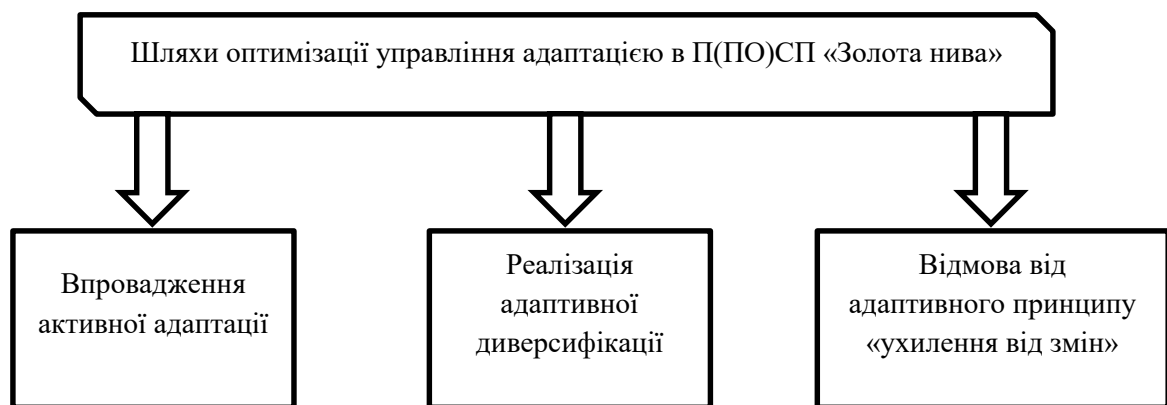 Шляхи оптимізації управління адаптацією в П(ПО)СП «Золота нива»
Впровадження
активної адаптації
Реалізація
адаптивної
диверсифікації
Відмова від
адаптивного принципу
«ухилення від змін»